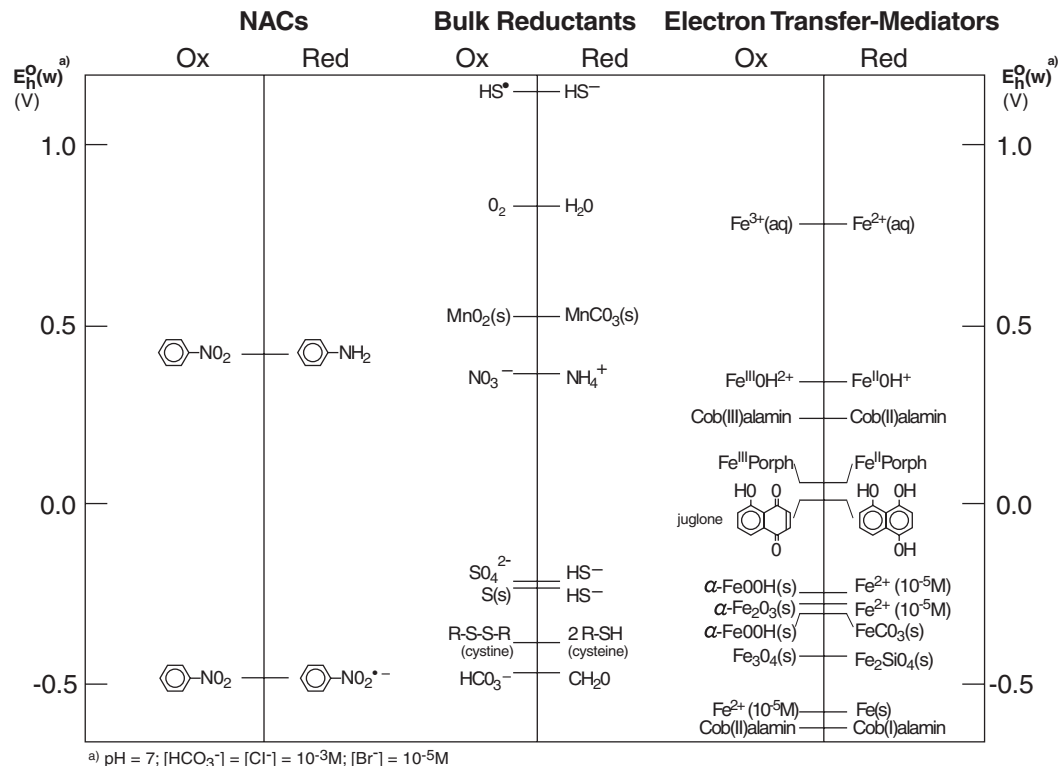 NACs Bulk Reductants Electron Transfer-Mediators
Ox Red Ox Red Ox Red
E°h(w) a) (V) E°h(w) a) (V)
HS• HS–
1.0 1.0
O2 H2O
Fe3+(aq) Fe2+(aq)
MnO2(s) MnCO3(s)
0.5 0.5
NO2 NH2
NO3– NH4+
FeIIIOH2+ FeIIOH+
Cob(III)alamin Cob(II)alamin
FeIIIPorph FeIIPorph
HO O HO OH
0.0 0.0
juglone
O OH
SO4 2- HS–
S(s) HS–
α-FeOOH(s) Fe2+ (10-5M)
α-Fe2O3(s) Fe2+ (10-5M)
α-FeOOH(s) FeCO3(s)
R-S-S-R 2 R-SH
(cystine) (cysteine)
Fe3O4(s) Fe2SiO4(s)
NO2 NO2•–
HCO3– CH2O
-0.5 -0.5
Fe2+ (10-5M) Fe(s)
Cob(II)alamin Cob(I)alamin
a) pH = 7; [HCO3-] = [Cl-] = 10-3M; [Br-] = 10-5M